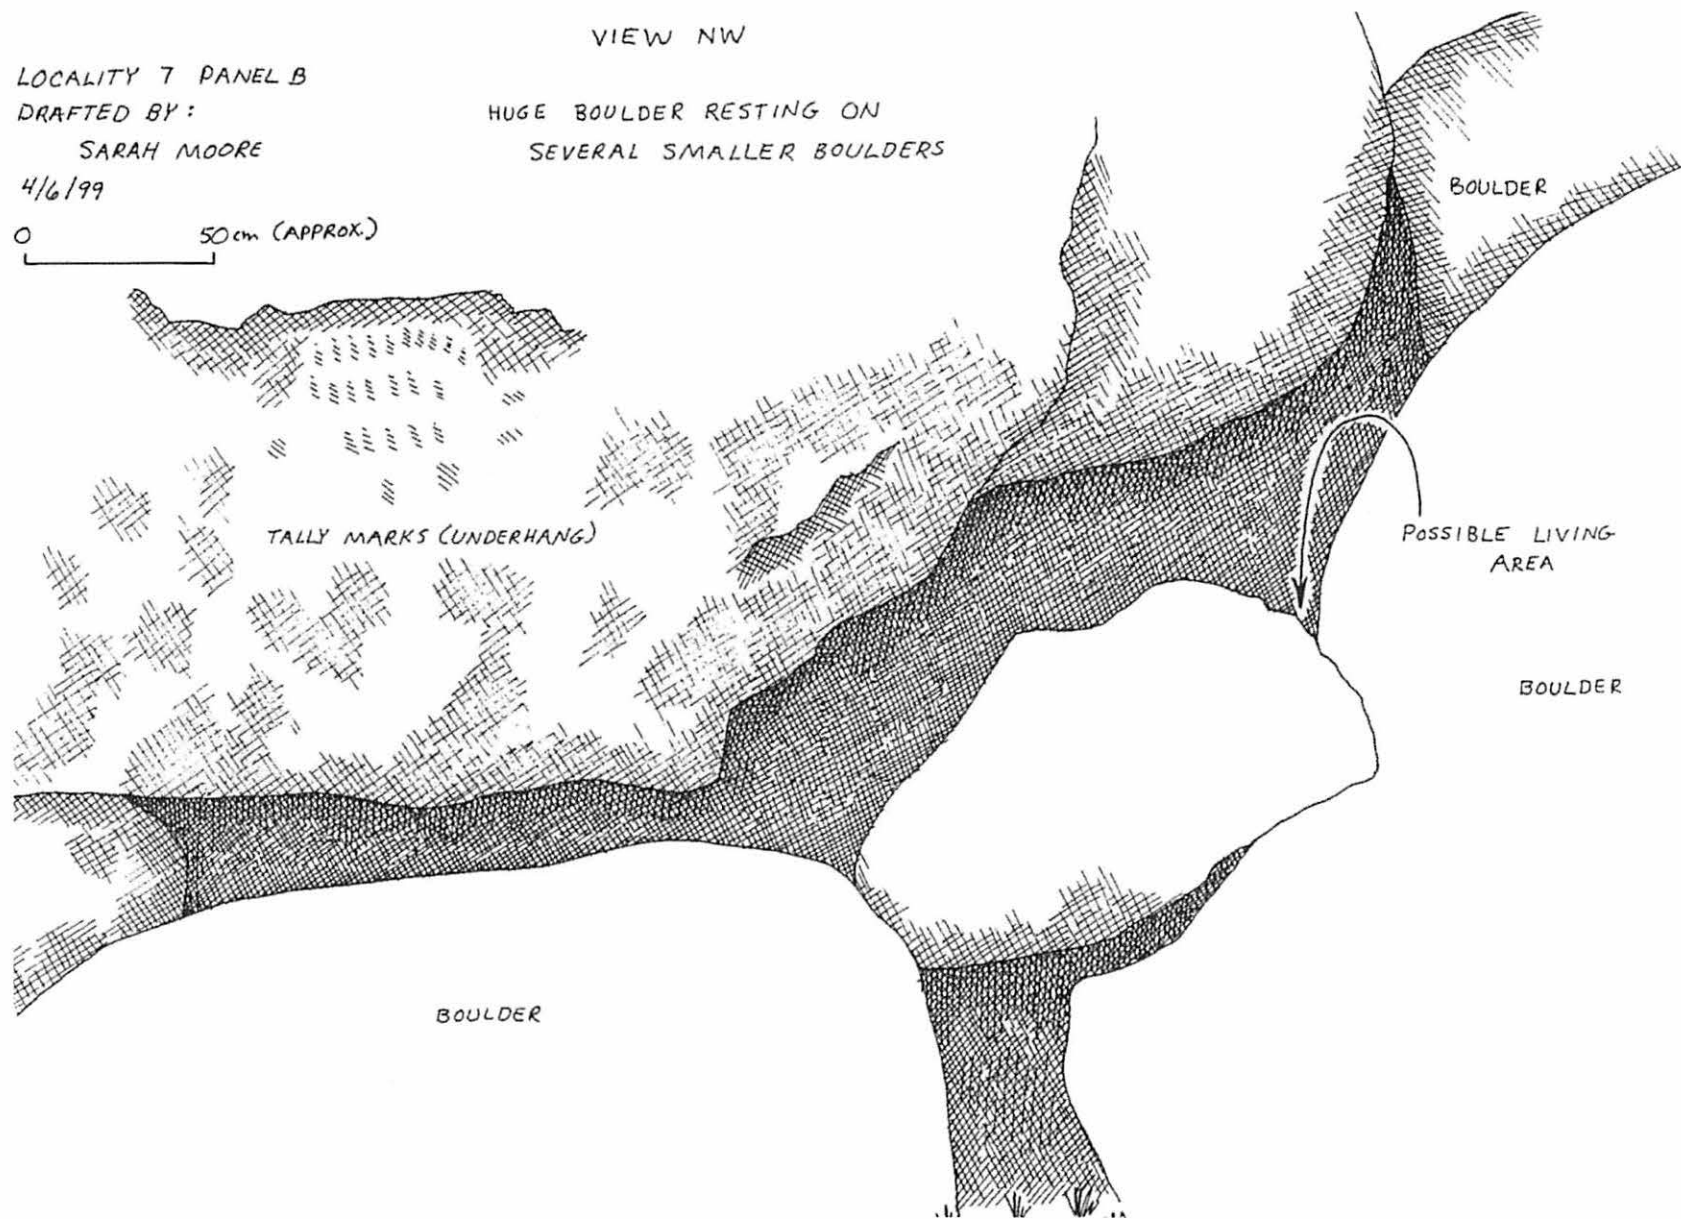 VIEW NW
LOCALITY 7 PANEL B
DRAFTED BY:
SARAH MOORE
4/6/99
0 50cm (APPROX.)
HUGE BOULDER RESTING ON
SEVERAL SMALLER BOULDERS
BOULDER
TALLY MARKS (UNDERHANG)
POSSIBLE LIVING
AREA
BOULDER
BOULDER